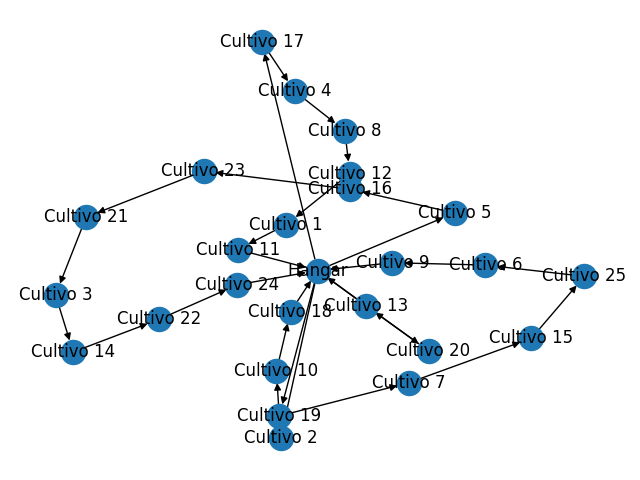 Cultivo 17
Cultivo 4
Cultivo 8
Cultivo 23
Cultivo 12
Cultivo 16
Cultivo 21
Cultivo 5
Cultivo 1
Cultivo 11
Hangar
Cultivo 9
Cultivo 6
Cultivo 25
Cultivo 24
Cultivo 3
Cultivo 13
Cultivo 18
Cultivo 22
Cultivo 15
Cultivo 14
Cultivo 20
Cultivo 10
Cultivo 7
Cultivo 19
Cultivo 2